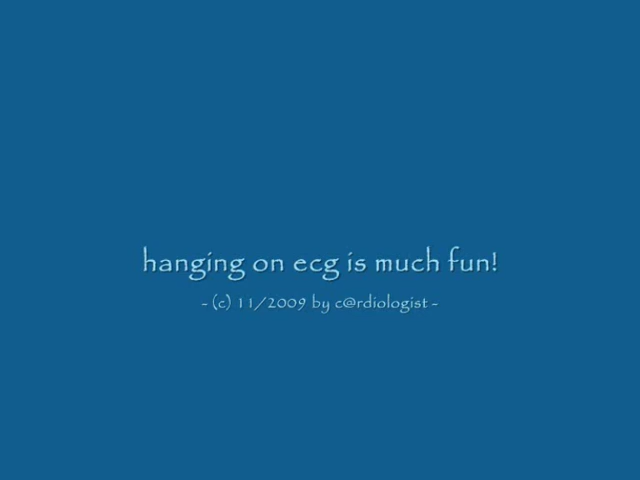 hanging on ecg is much fun!
- (c) 11/2009 by c@rdiologist -